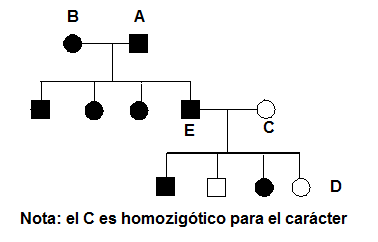 B A
E C
D
Nota: el C es homozigótico para el carácter